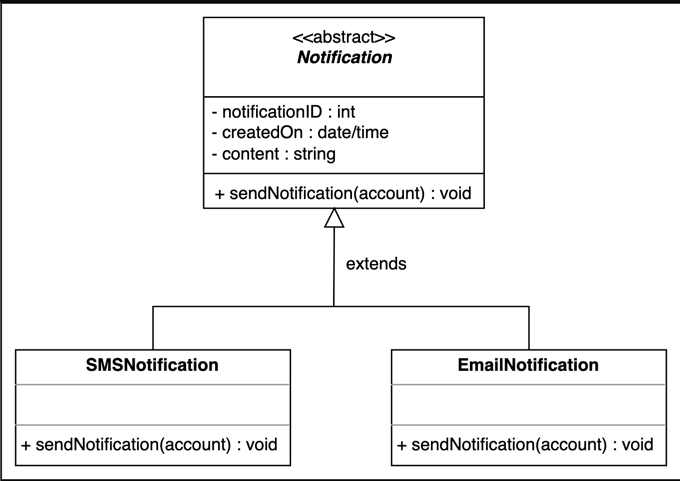 <<abstract>>
Notification
- notificationID : int
- createdOn : date/time
- content : string
+ sendNotification(account) : void
extends
SMSNotification
+ sendNotification(account) : void
EmailNotification
+ sendNotification(account) : void